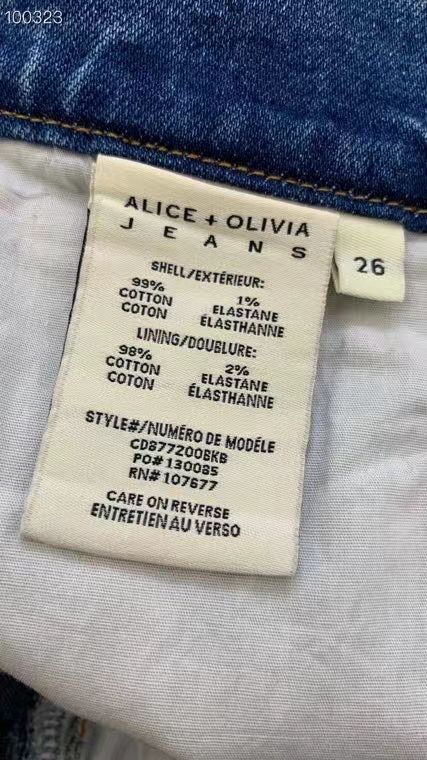 100323
ALICE + OLIVIA
JEANS
26
SHELL/EXTÉRIEUR:
99% 1%
COTTON ELASTANE
COTON ÉLASTHANNE
LINING/DOUBLURE:
98% 2%
COTTON ELASTANE
COTON ÉLASTHANNE
STYLE#/NUMÉRO DE MODÉLE
CD877200BKB
PO#130085
RN#107677
CARE ON REVERSE
ENTRETIEN AU VERSO